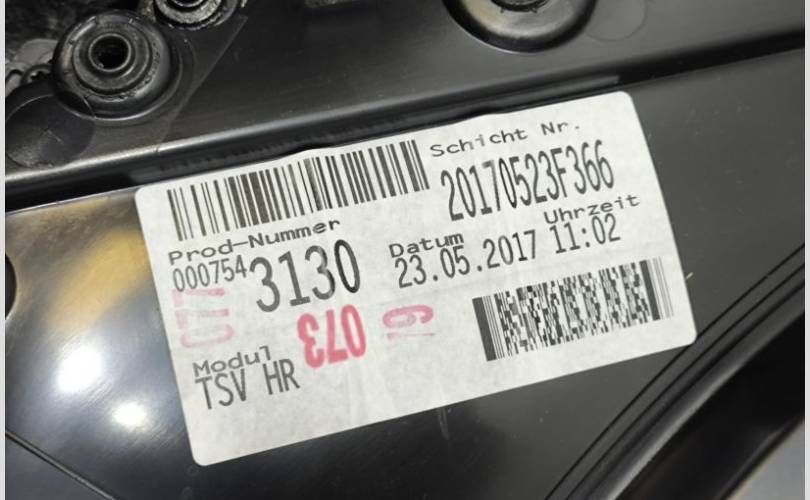 Schicht Nr.
20170523F366
Prod-Nummer
000754 3130
Datum Uhrzeit
23.05.2017 11:02
073
Modul
TSV HR